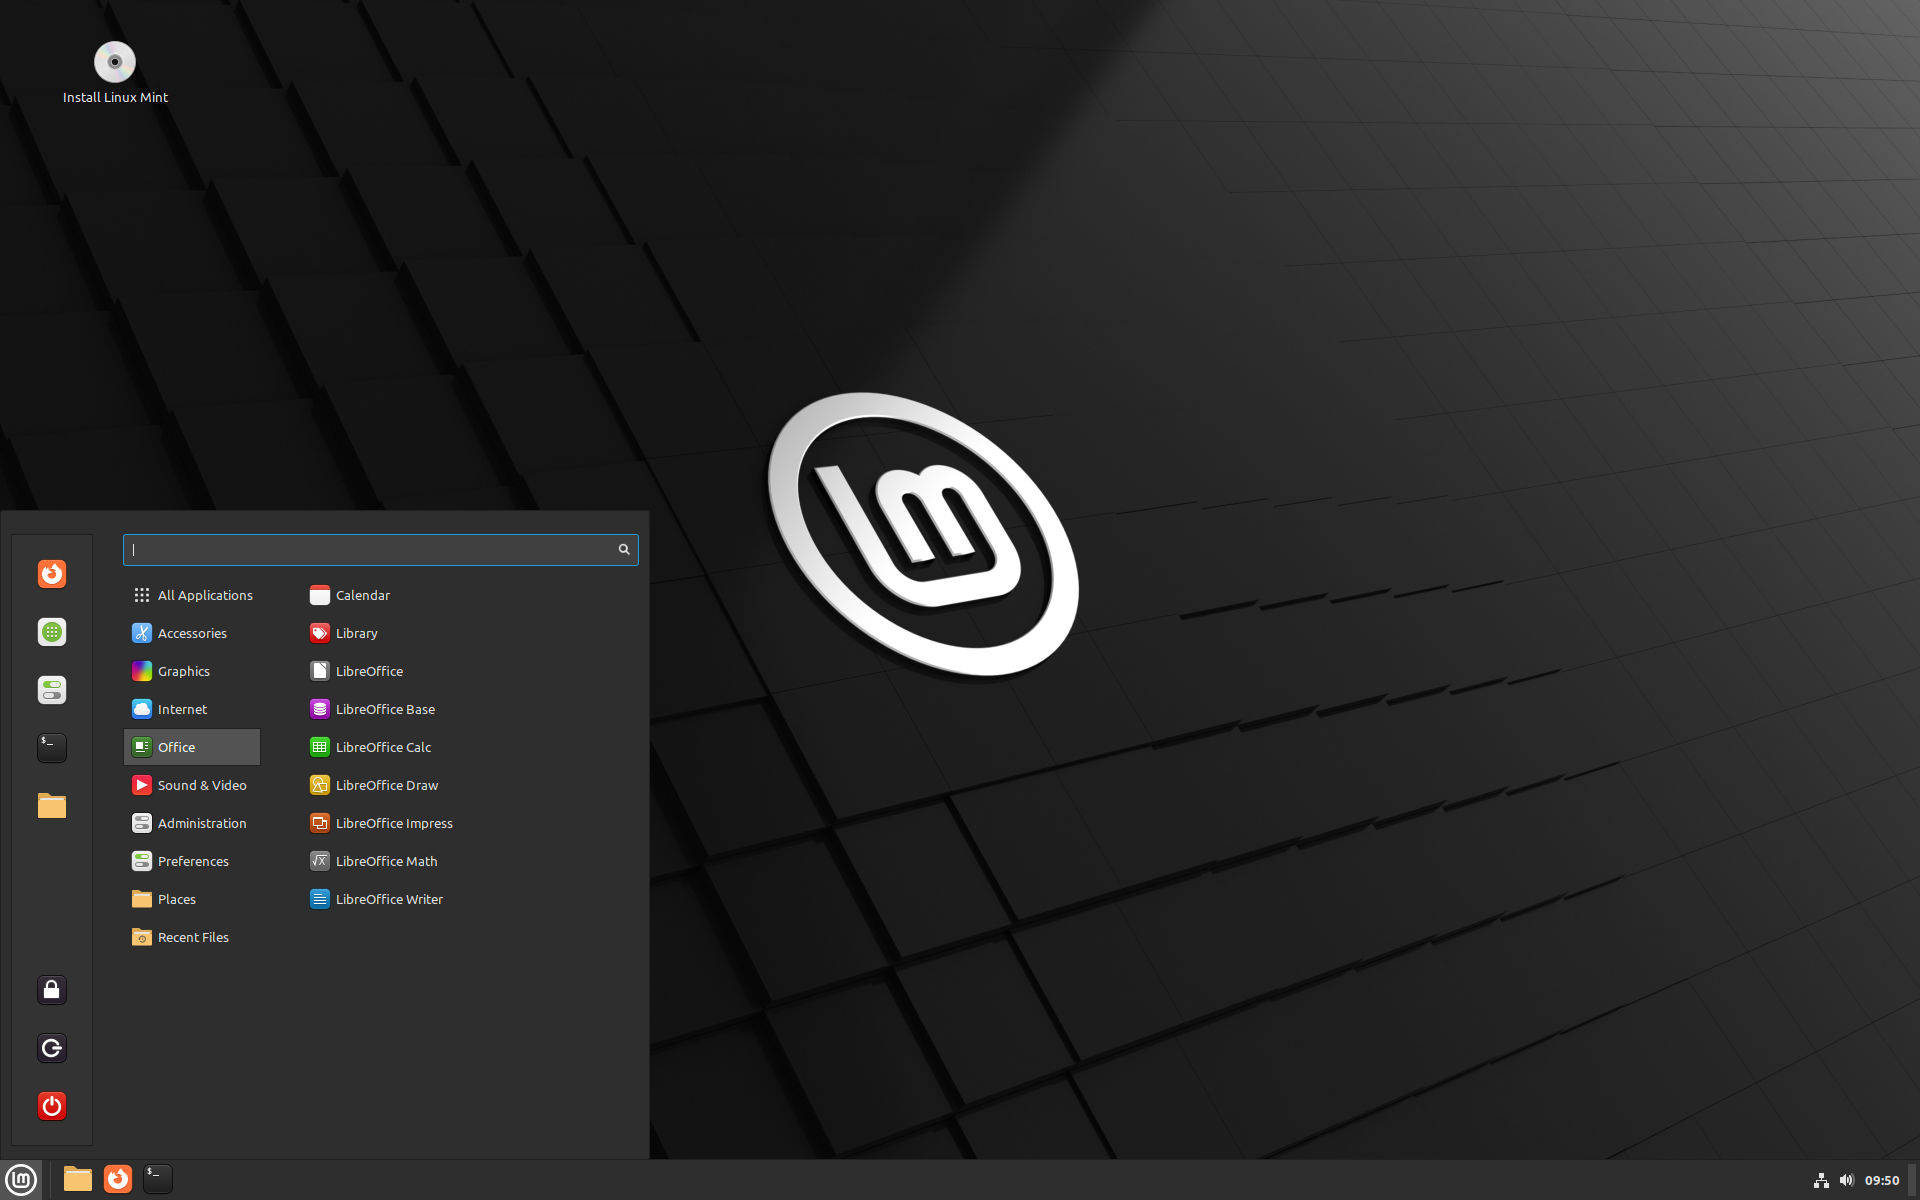 Install Linux Mint
All Applications
Accessories
Graphics
Internet
Office
Sound & Video
Administration
Preferences
Places
Recent Files
Calendar
Library
LibreOffice
LibreOffice Base
LibreOffice Calc
LibreOffice Draw
LibreOffice Impress
LibreOffice Math
LibreOffice Writer
09:50